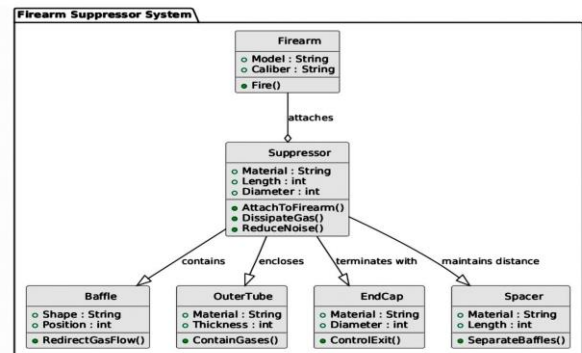 Firearm Suppressor System
Firearm
Model : String
Caliber : String
Fire()
attaches
Suppressor
Material : String
Length : int
Diameter : int
AttachToFirearm()
DissipateGas()
ReduceNoise()
contains
encloses
terminates with
maintains distance
Baffle
Shape : String
Position : int
RedirectGasFlow()
OuterTube
Material : String
Thickness : int
ContainGases()
EndCap
Material : String
Diameter : int
ControlExit()
Spacer
Material : String
Length : int
SeparateBaffles()